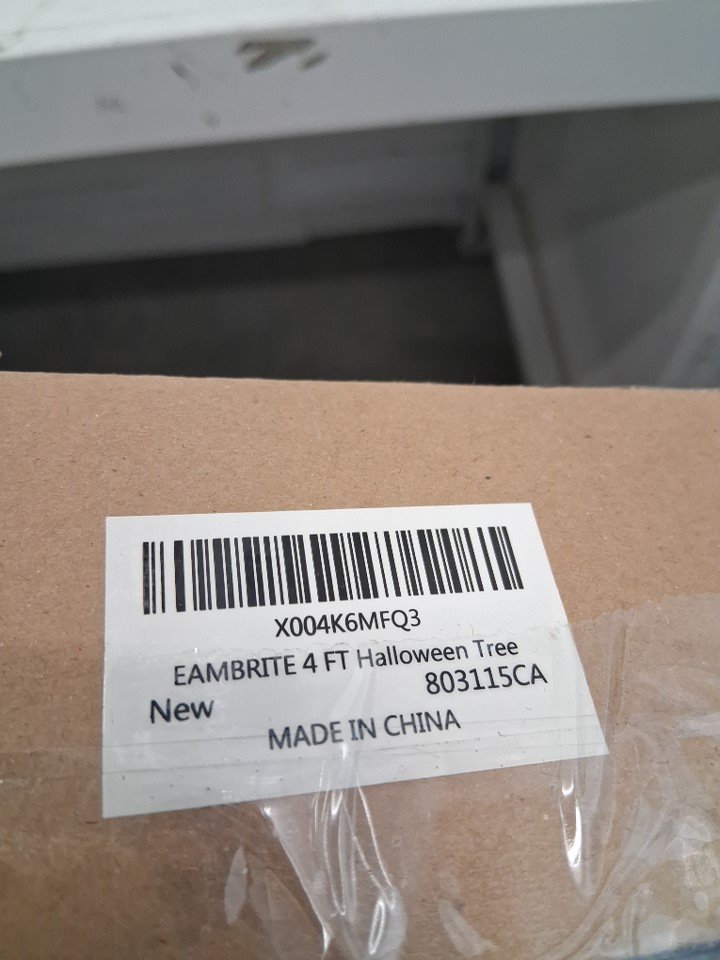 X004K6MFQ3
EAMBRITE 4 FT Halloween Tree
803115CA
New
MADE IN CHINA